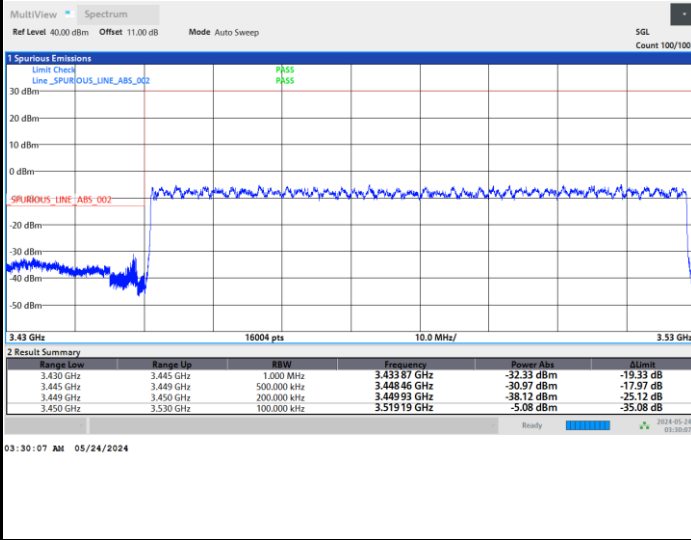 MultiView Spectrum
Ref Level 40.00 dBm Offset 11.00 dB Mode Auto Sweep SGL
Count 100/100
1 Spurious Emissions
Limit Check PASS
Line _SPURIOUS_LINE_ABS_002 PASS
30 dBm
20 dBm
10 dBm
0 dBm
_SPURIOUS_LINE_ABS_002
-20 dBm
-30 dBm
-40 dBm
-50 dBm
3.43 GHz 16004 pts 10.0 MHz/ 3.53 GHz
2 Result Summary
Range Low Range Up RBW Frequency Power Abs ΔLimit
3.430 GHz 3.445 GHz 1.000 MHz 3.433 87 GHz -32.33 dBm -19.33 dB
3.445 GHz 3.449 GHz 500.000 kHz 3.448 46 GHz -30.97 dBm -17.97 dB
3.449 GHz 3.450 GHz 200.000 kHz 3.449 93 GHz -38.12 dBm -25.12 dB
3.450 GHz 3.530 GHz 100.000 kHz 3.519 19 GHz -5.08 dBm -35.08 dB
Ready 2024-05-24
03:30:07
03:30:07 AM 05/24/2024